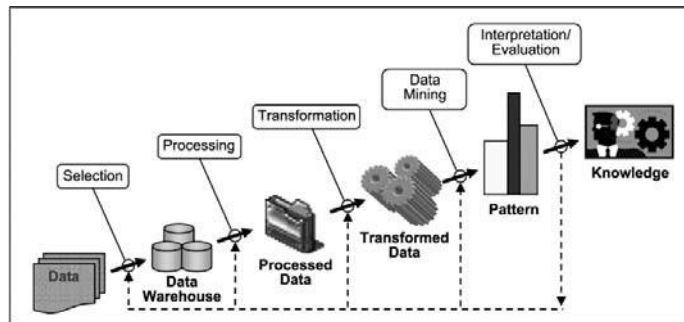 Interpretation/
Evaluation
Data
Mining
Transformation
Processing
Selection
Knowledge
Pattern
Transformed
Data
Processed
Data
Data
Warehouse
Data